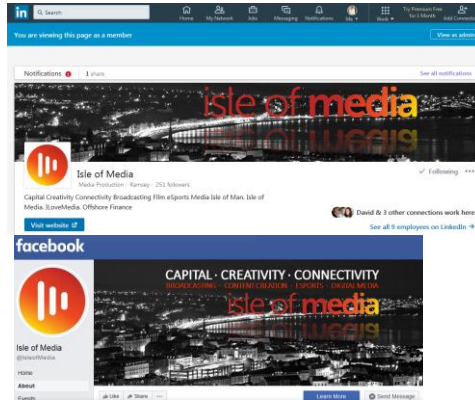 in Search Home My Network Jobs Messaging Notifications Me Work Try Premium Free for 1 Month Add Connections
You are viewing this page as a member View as admin
Notifications 1 share See all notifications
isle of media
Isle of Media
Media Production · Ramsey · 251 followers
Following
Capital Creativity Connectivity Broadcasting Film eSports Media Isle of Man. Isle of
Media. ILoveMedia. Offshore Finance
David & 3 other connections work here
Visit website
See all 9 employees on LinkedIn
facebook
CAPITAL · CREATIVITY · CONNECTIVITY
BROADCASTING · CONTENT CREATION · ESPORTS · DIGITAL MEDIA
isle of media
Isle of Media
@IsleofMedia
Home
About
Events
Like Share Learn More Send Message